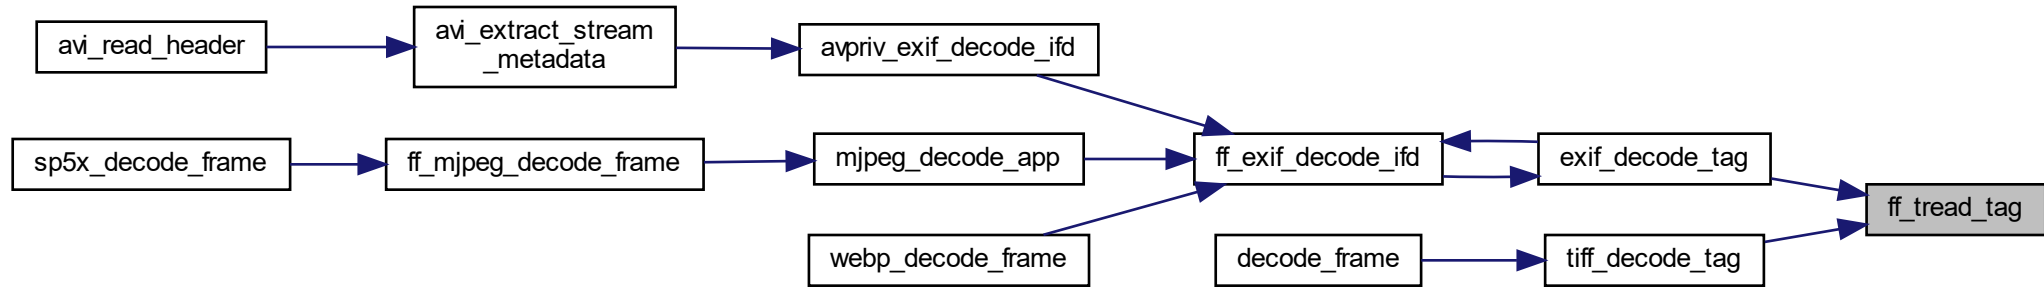 avi_read_header
avi_extract_stream
_metadata
avpriv_exif_decode_ifd
sp5x_decode_frame
ff_mjpeg_decode_frame
mjpeg_decode_app
ff_exif_decode_ifd
exif_decode_tag
ff_tread_tag
webp_decode_frame
decode_frame
tiff_decode_tag